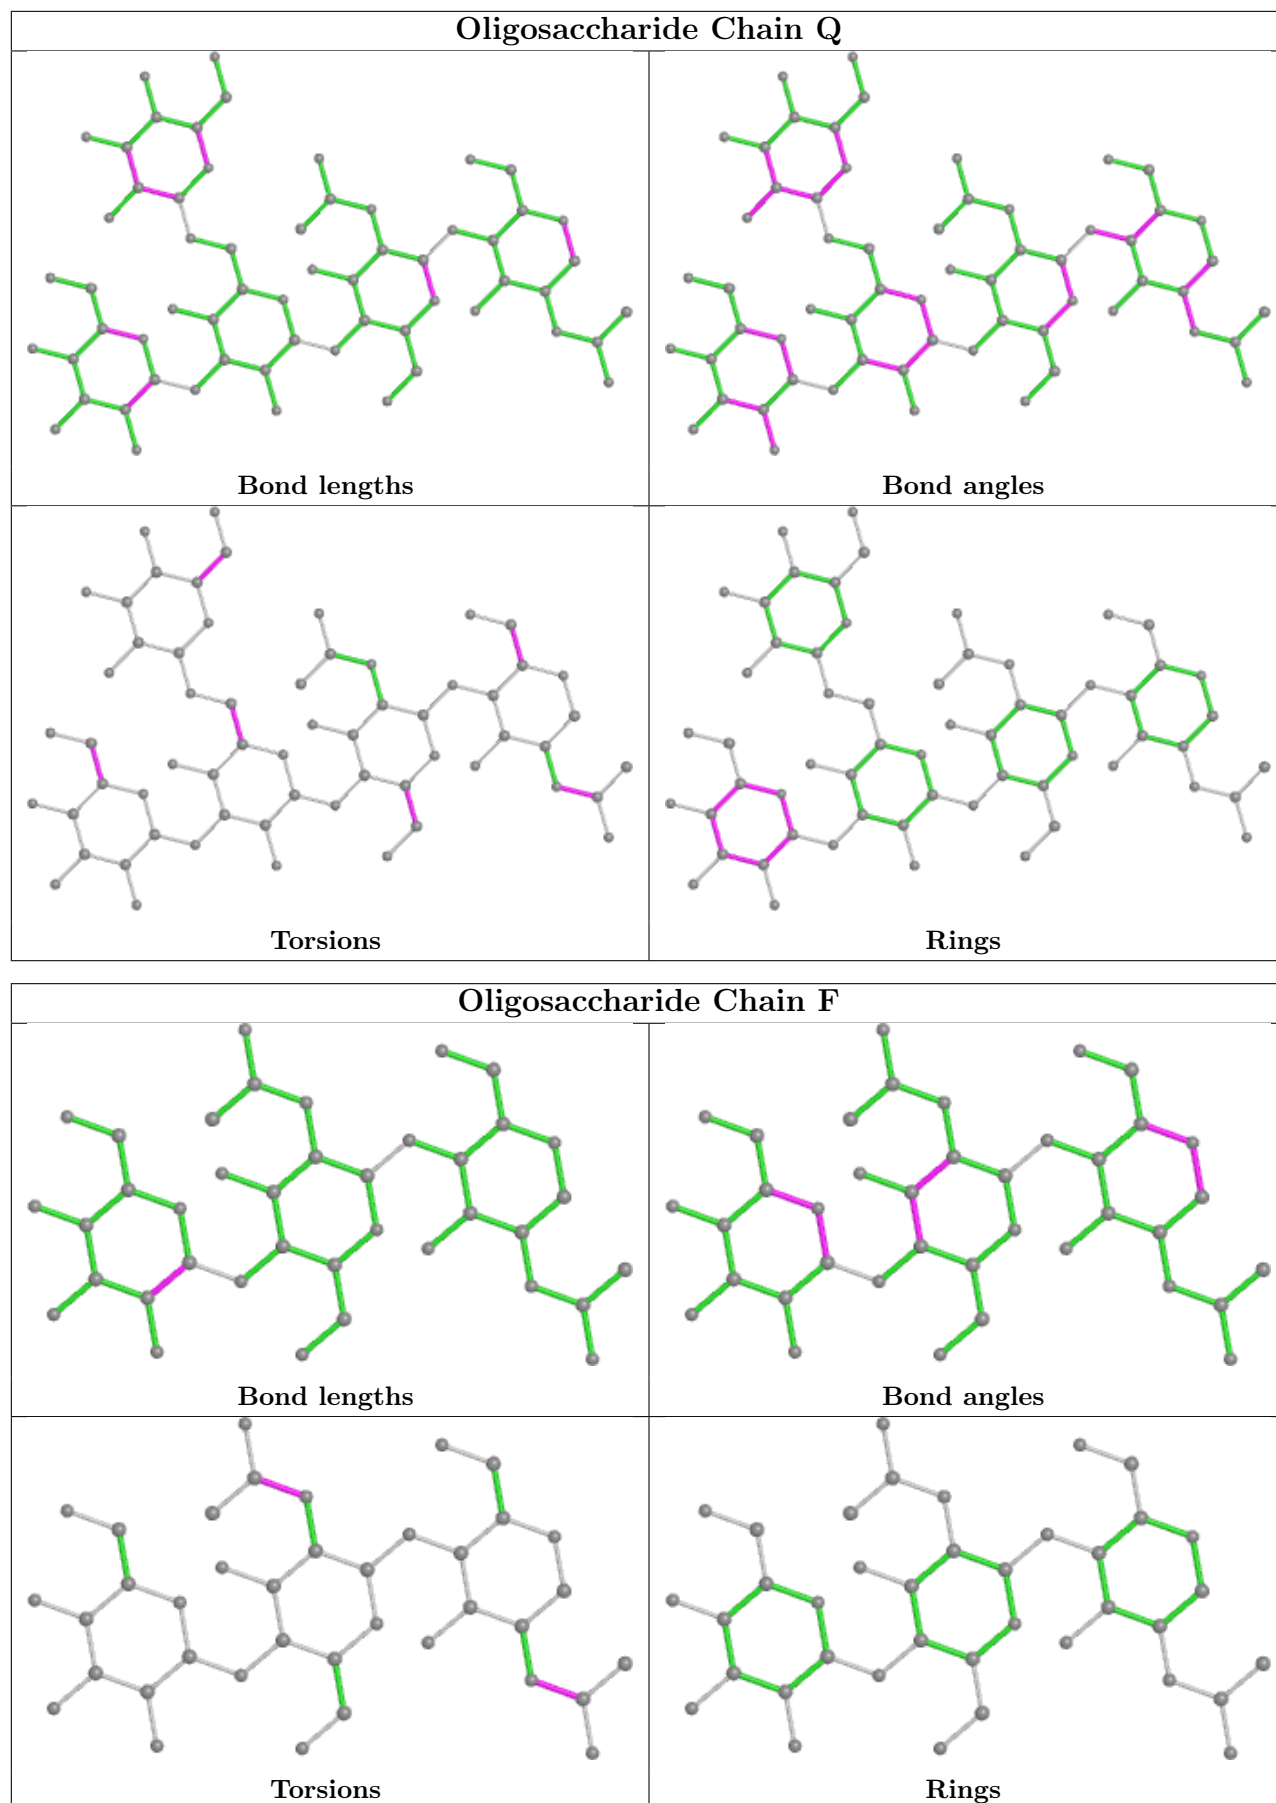 Oligosaccharide Chain Q
Bond lengths
Bond angles
Torsions
Rings
Oligosaccharide Chain F
Bond lengths
Bond angles
Torsions
Rings